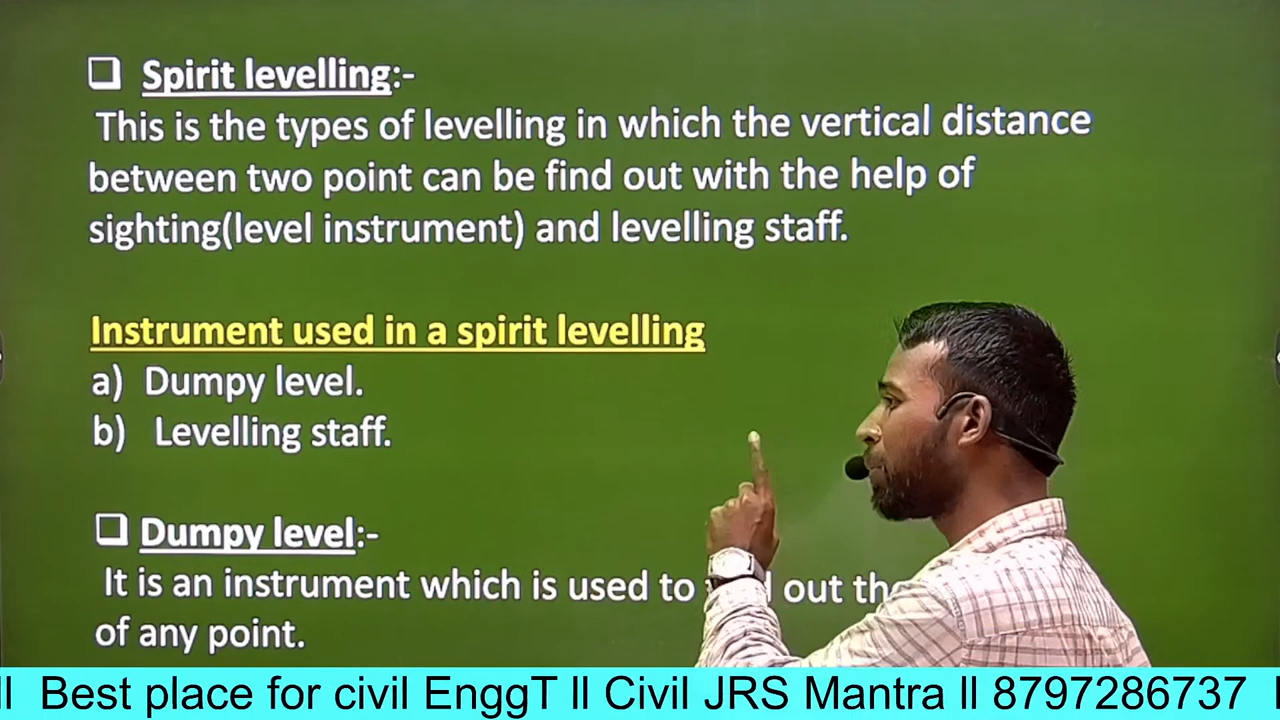 Spirit levelling:-
This is the types of levelling in which the vertical distance
between two point can be find out with the help of
sighting(level instrument) and levelling staff.
Instrument used in a spirit levelling
a) Dumpy level.
b) Levelling staff.
Dumpy level:-
It is an instrument which is used to out
of any point.
ll Best place for civil EnggT ll Civil JRS Mantra ll 8797286737